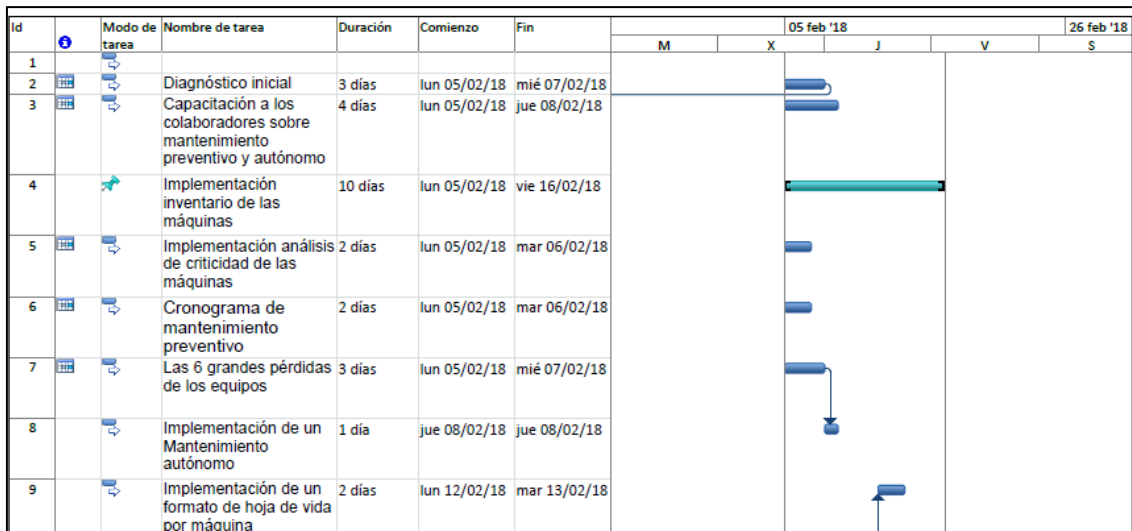 Id Modo de tarea Nombre de tarea Duración Comienzo Fin 05 feb '18 26 feb '18
M X J V S
1
2 Diagnóstico inicial 3 días lun 05/02/18 mié 07/02/18
3 Capacitación a los 4 días lun 05/02/18 jue 08/02/18
colaboradores sobre
mantenimiento
preventivo y autónomo
4 Implementación 10 días lun 05/02/18 vie 16/02/18
inventario de las
máquinas
5 Implementación análisis 2 días lun 05/02/18 mar 06/02/18
de criticidad de las
máquinas
6 Cronograma de 2 días lun 05/02/18 mar 06/02/18
mantenimiento
preventivo
7 Las 6 grandes pérdidas 3 días lun 05/02/18 mié 07/02/18
de los equipos
8 Implementación de un 1 día jue 08/02/18 jue 08/02/18
Mantenimiento
autónomo
9 Implementación de un 2 días lun 12/02/18 mar 13/02/18
formato de hoja de vida
por máquina